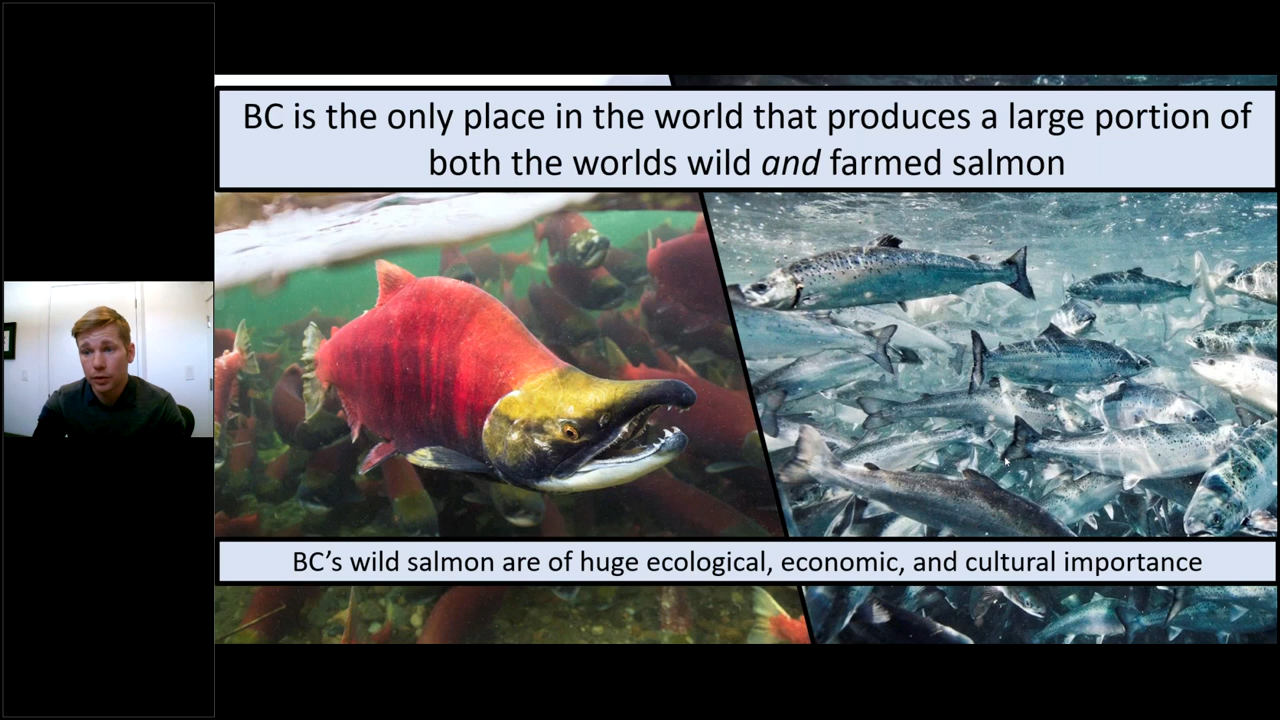 BC is the only place in the world that produces a large portion of
both the worlds wild and farmed salmon
BC’s wild salmon are of huge ecological, economic, and cultural importance